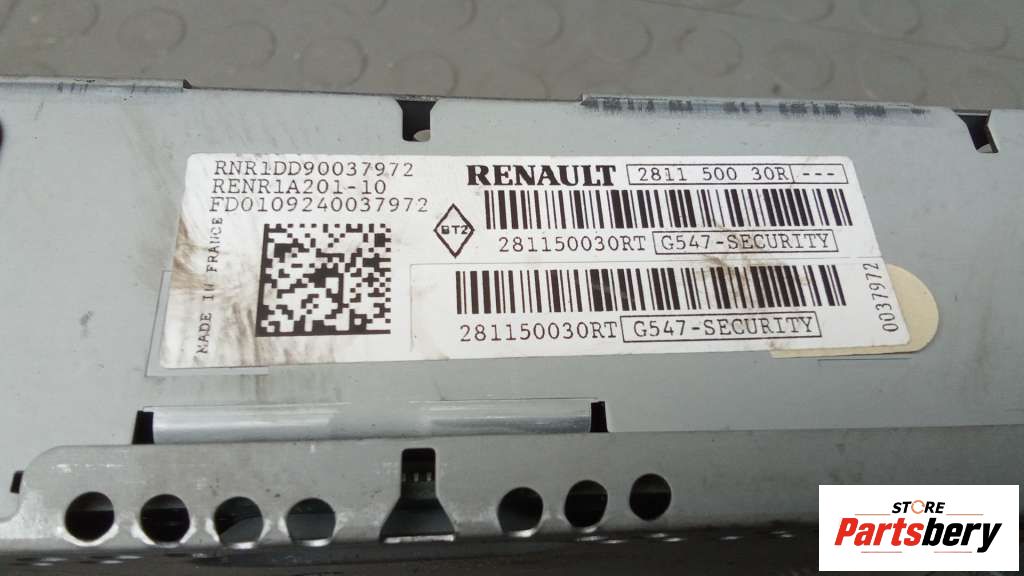 RNR1DD90037972
RENR1A201-10
FD0109240037972
MADE IN FRANCE
RENAULT 2811 500 30R ---
BT2
281150030RT G547-SECURITY
281150030RT G547-SECURITY
0037972
STORE
Partsbery